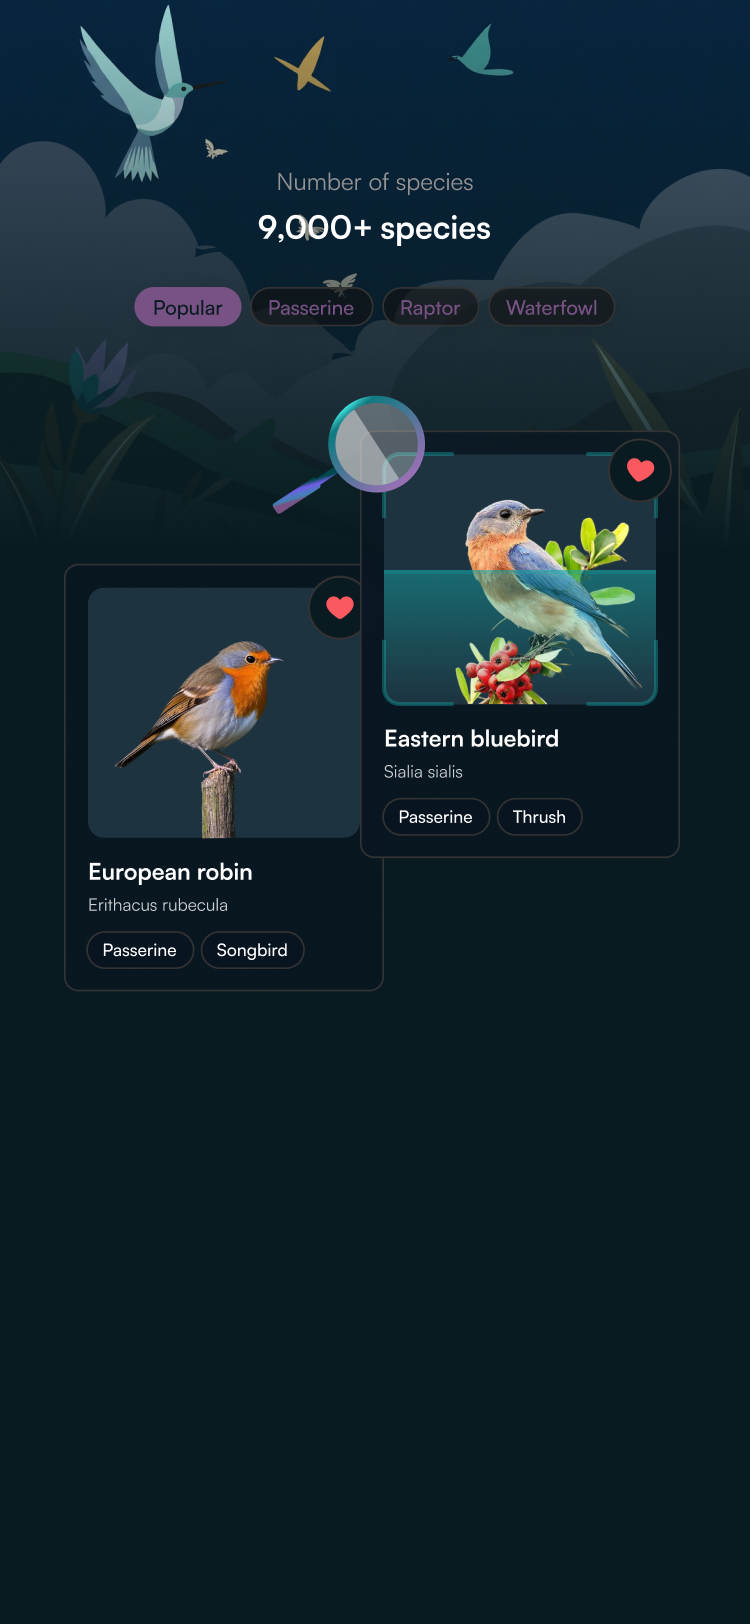 Number of species
9,000+ species
Popular
Passerine
Raptor
Waterfowl
Eastern bluebird
Sialia sialis
Passerine
Thrush
European robin
Erithacus rubecula
Passerine
Songbird